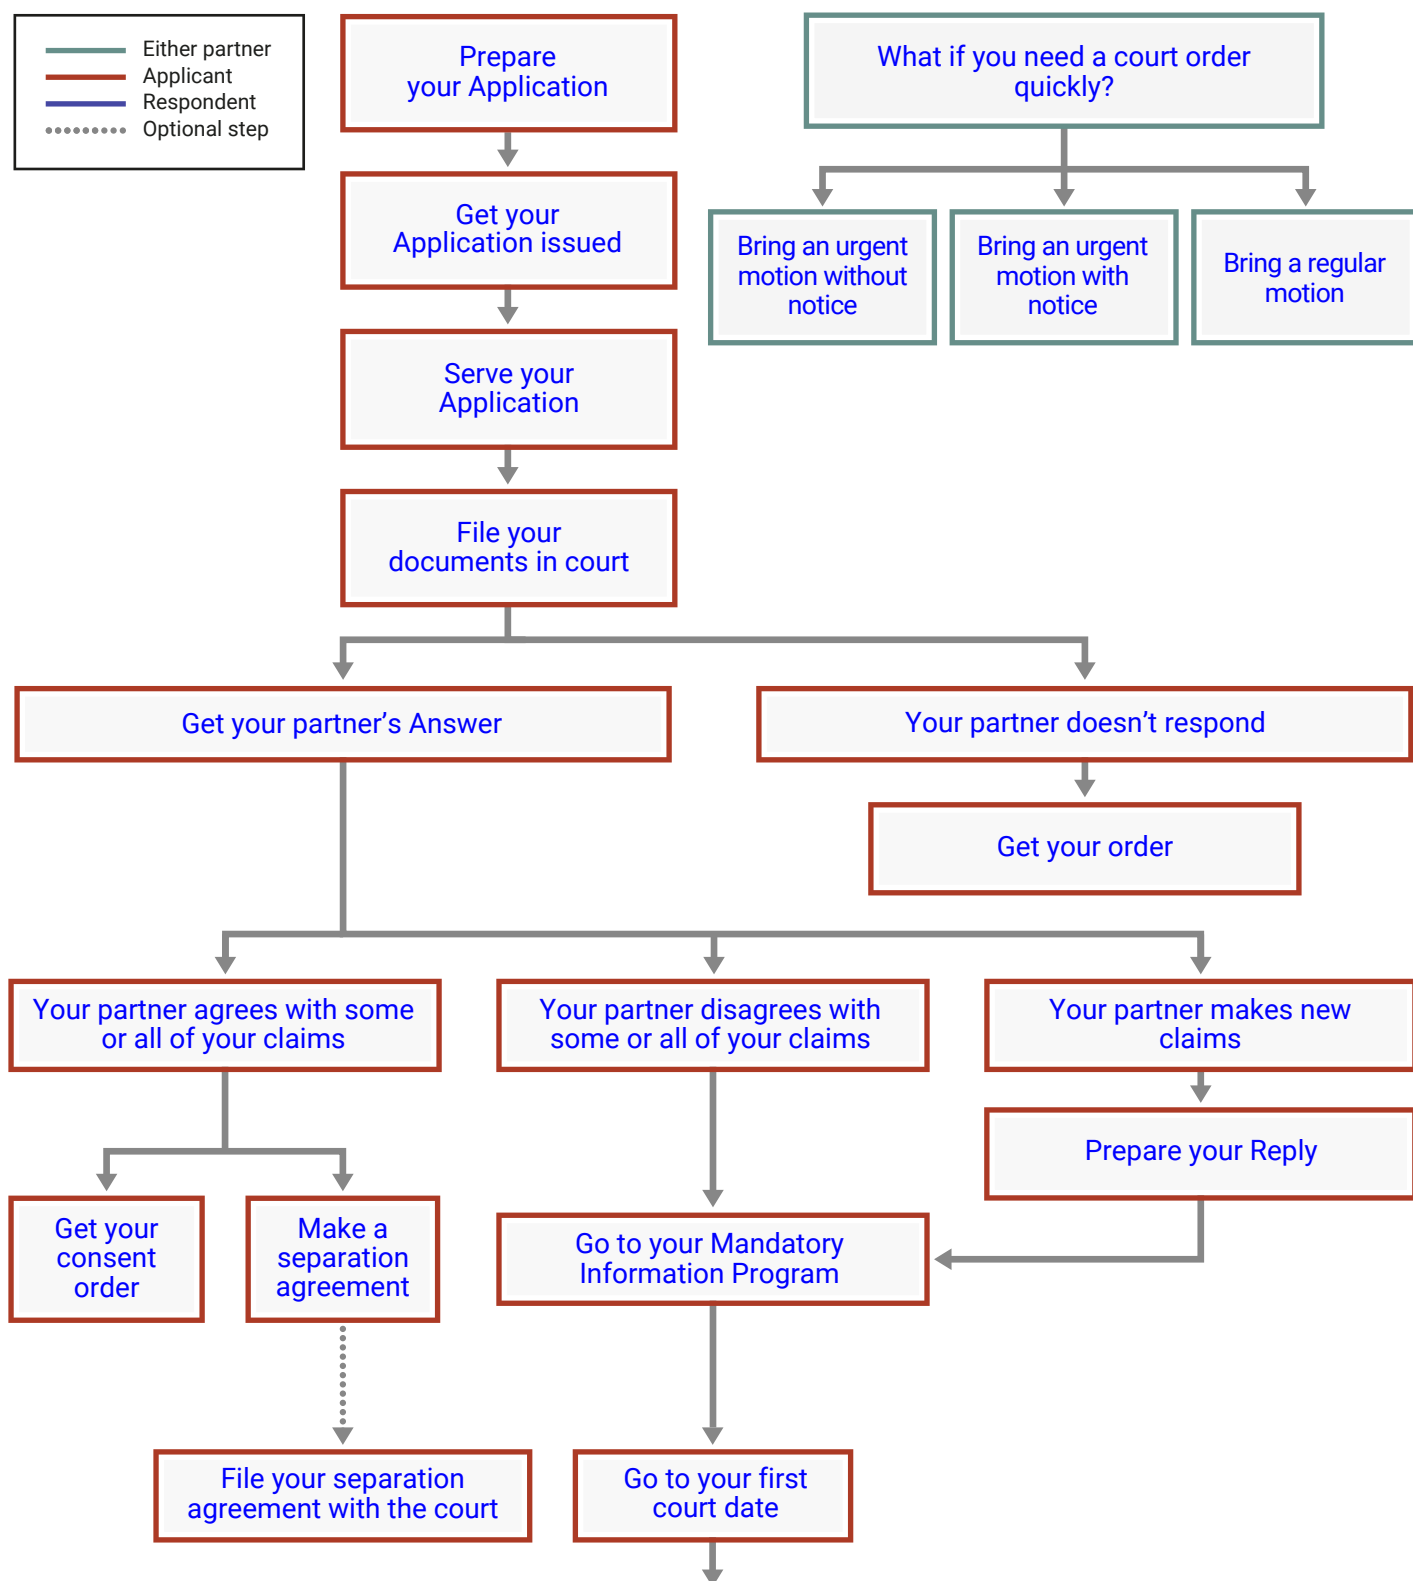 Either partner
Applicant
Respondent
Optional step
Prepare
your Application
What if you need a court order
quickly?
Get your
Application issued
Bring an urgent
motion without
notice
Bring an urgent
motion with
notice
Bring a regular
motion
Serve your
Application
File your
documents in court
Get your partner’s Answer
Your partner doesn’t respond
Get your order
Your partner agrees with some
or all of your claims
Your partner disagrees with
some or all of your claims
Your partner makes new
claims
Prepare your Reply
Get your
consent
order
Make a
separation
agreement
Go to your Mandatory
Information Program
File your separation
agreement with the court
Go to your first
court date